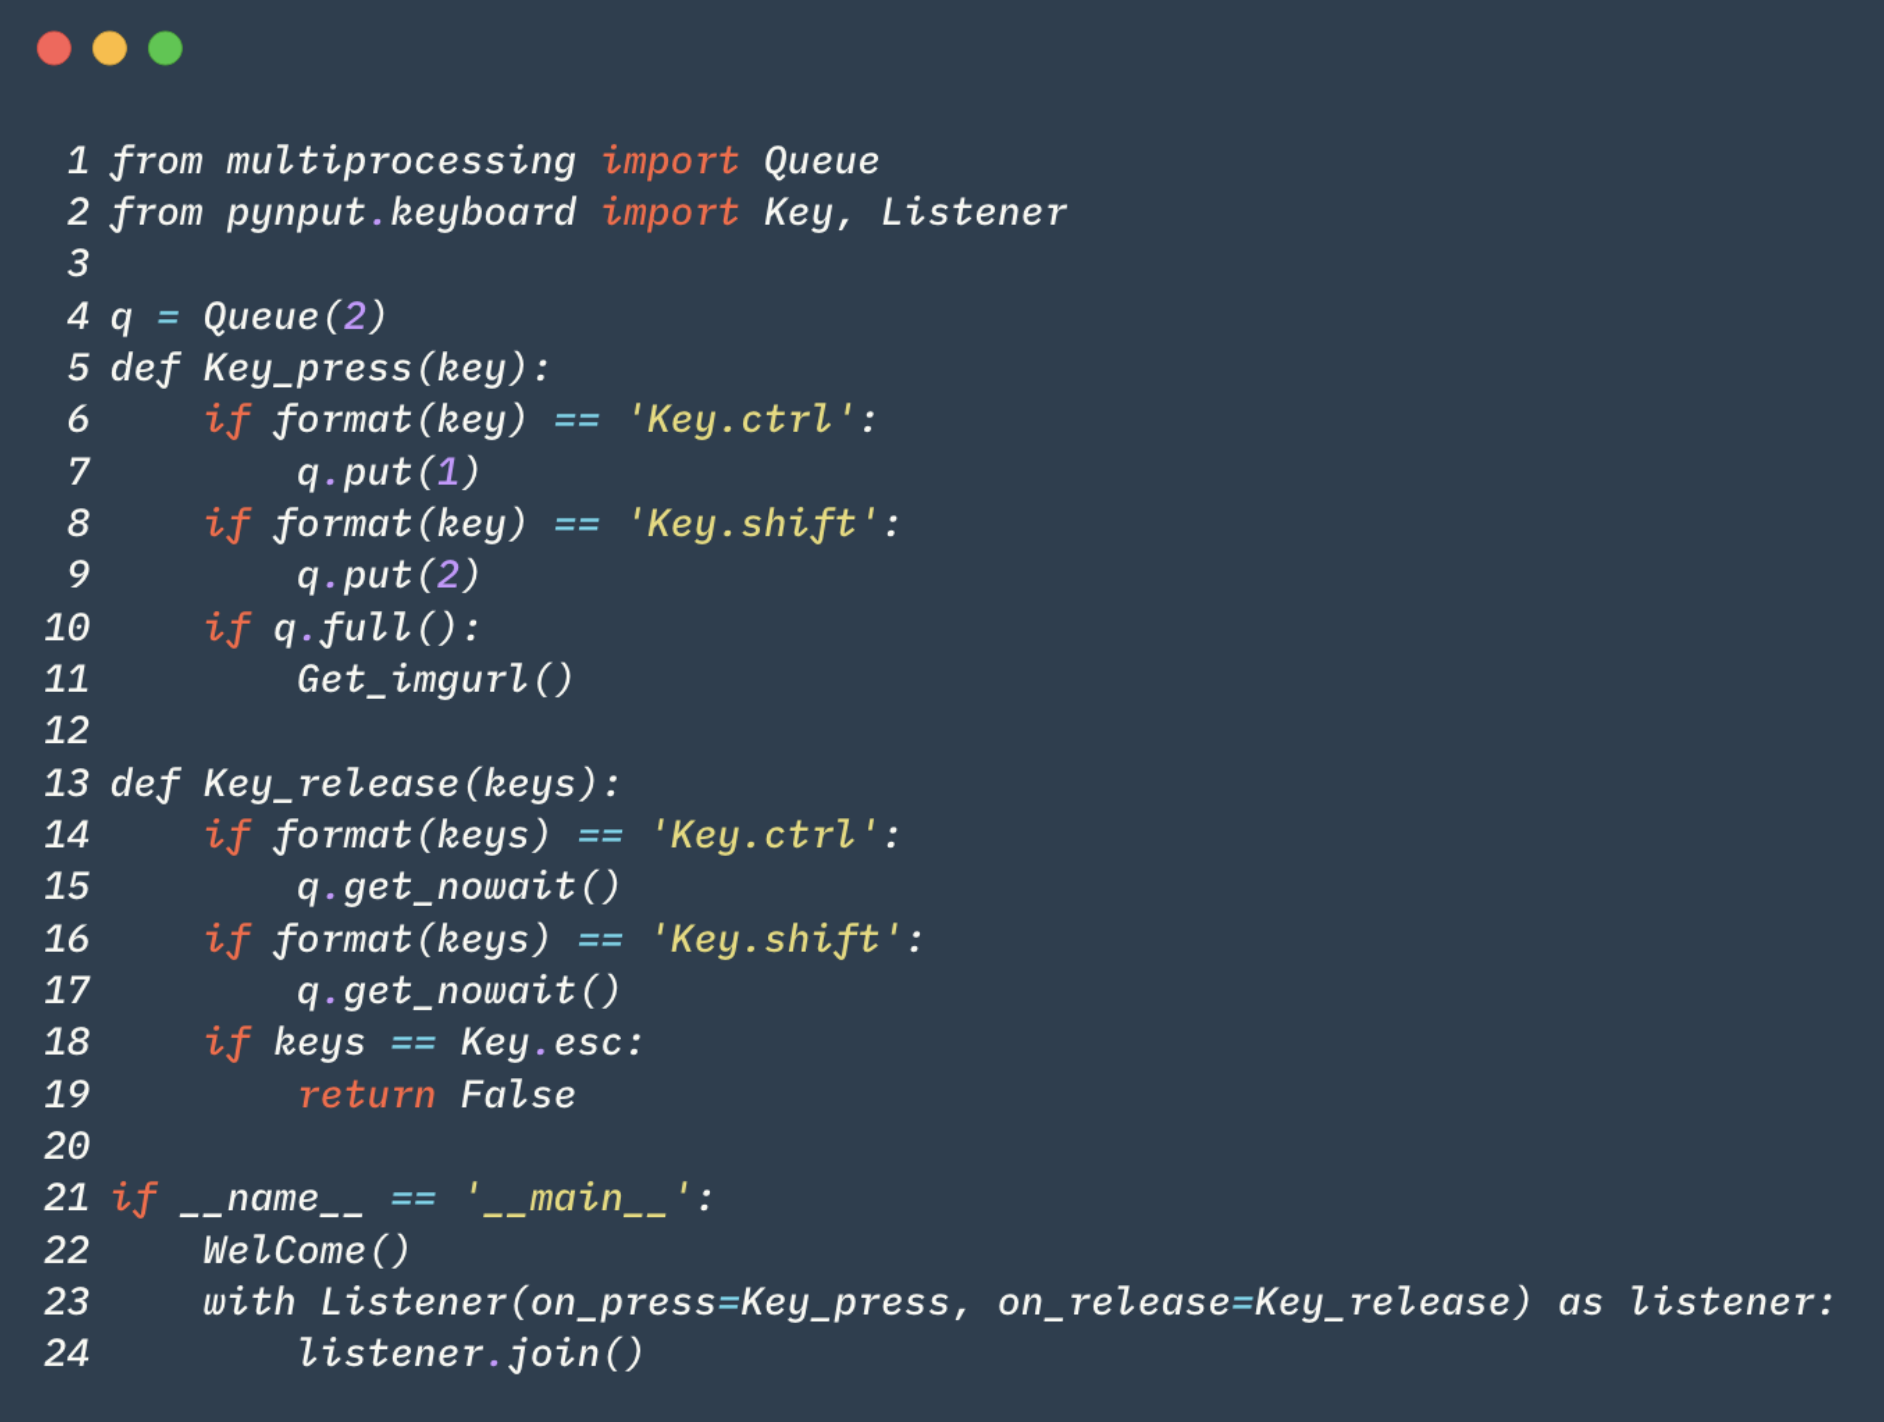 1 from multiprocessing import Queue
2 from pynput.keyboard import Key, Listener
3
4 q = Queue(2)
5 def Key_press(key):
6     if format(key) == 'Key.ctrl':
7         q.put(1)
8     if format(key) == 'Key.shift':
9         q.put(2)
10     if q.full():
11         Get_imgurl()
12
13 def Key_release(keys):
14     if format(keys) == 'Key.ctrl':
15         q.get_nowait()
16     if format(keys) == 'Key.shift':
17         q.get_nowait()
18     if keys == Key.esc:
19         return False
20
21 if __name__ == '__main__':
22     WelCome()
23     with Listener(on_press=Key_press, on_release=Key_release) as listener:
24         listener.join()